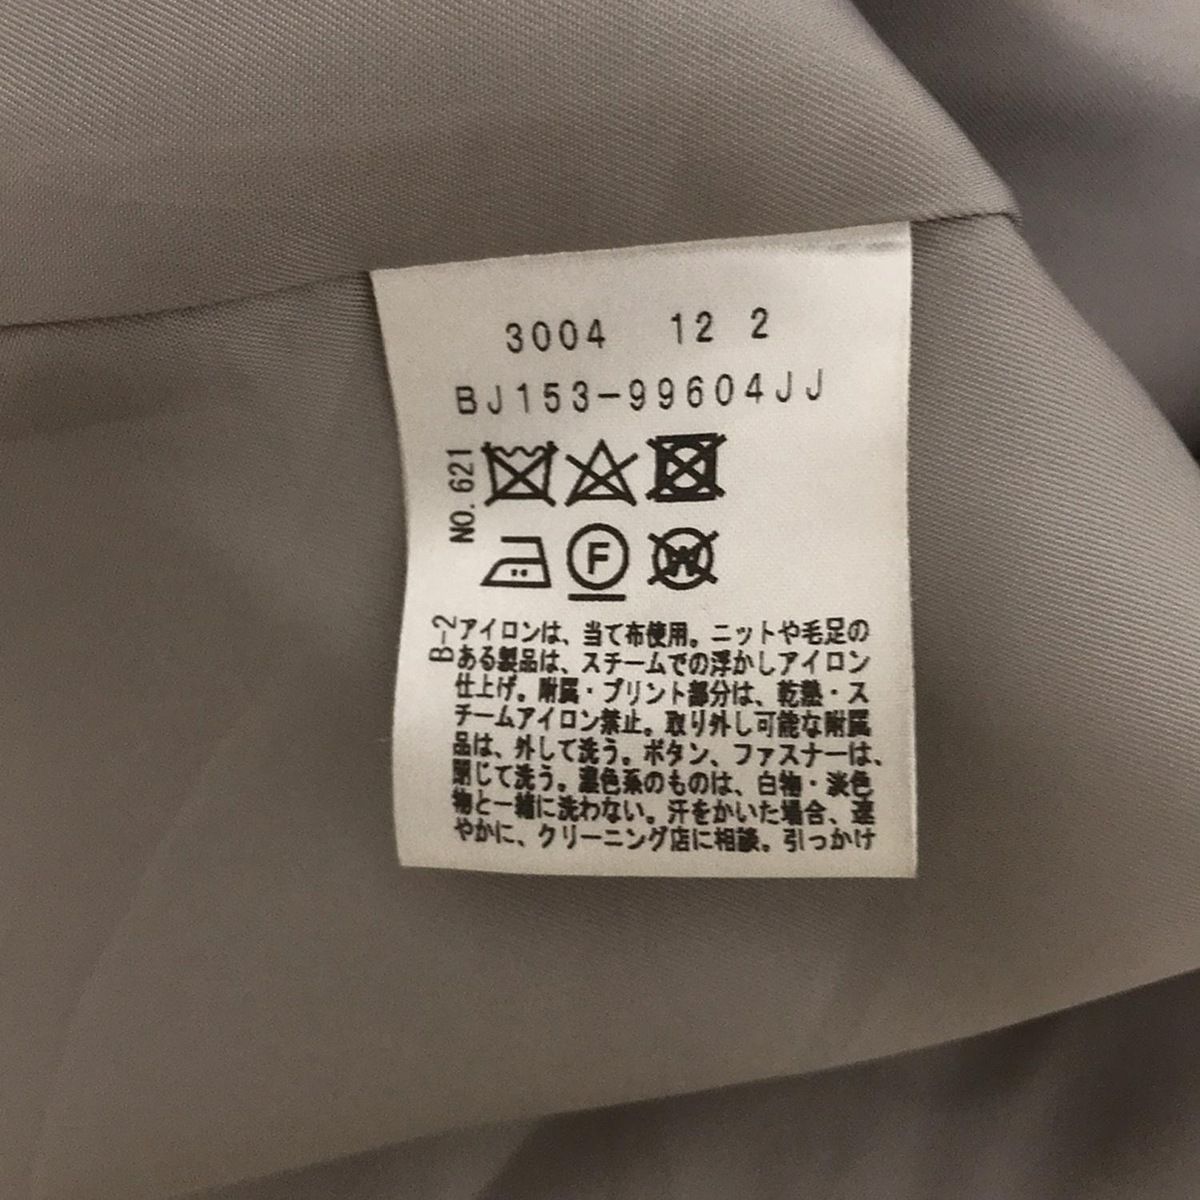 3004 12 2
BJ153-99604JJ
NO. 621
F
W
B-2
アイロンは、当て布使用。ニットや毛足の
ある製品は、スチームでの浮かしアイロン
仕上げ。附属・プリント部分は、乾熱・ス
チームアイロン禁止。取り外し可能な附属
品は、外して洗う。ボタン、ファスナーは、
閉じて洗う。濃色系のものは、白物・淡色
物と一緒に洗わない。汗をかいた場合、速
やかに、クリーニング店に相談。引っかけ